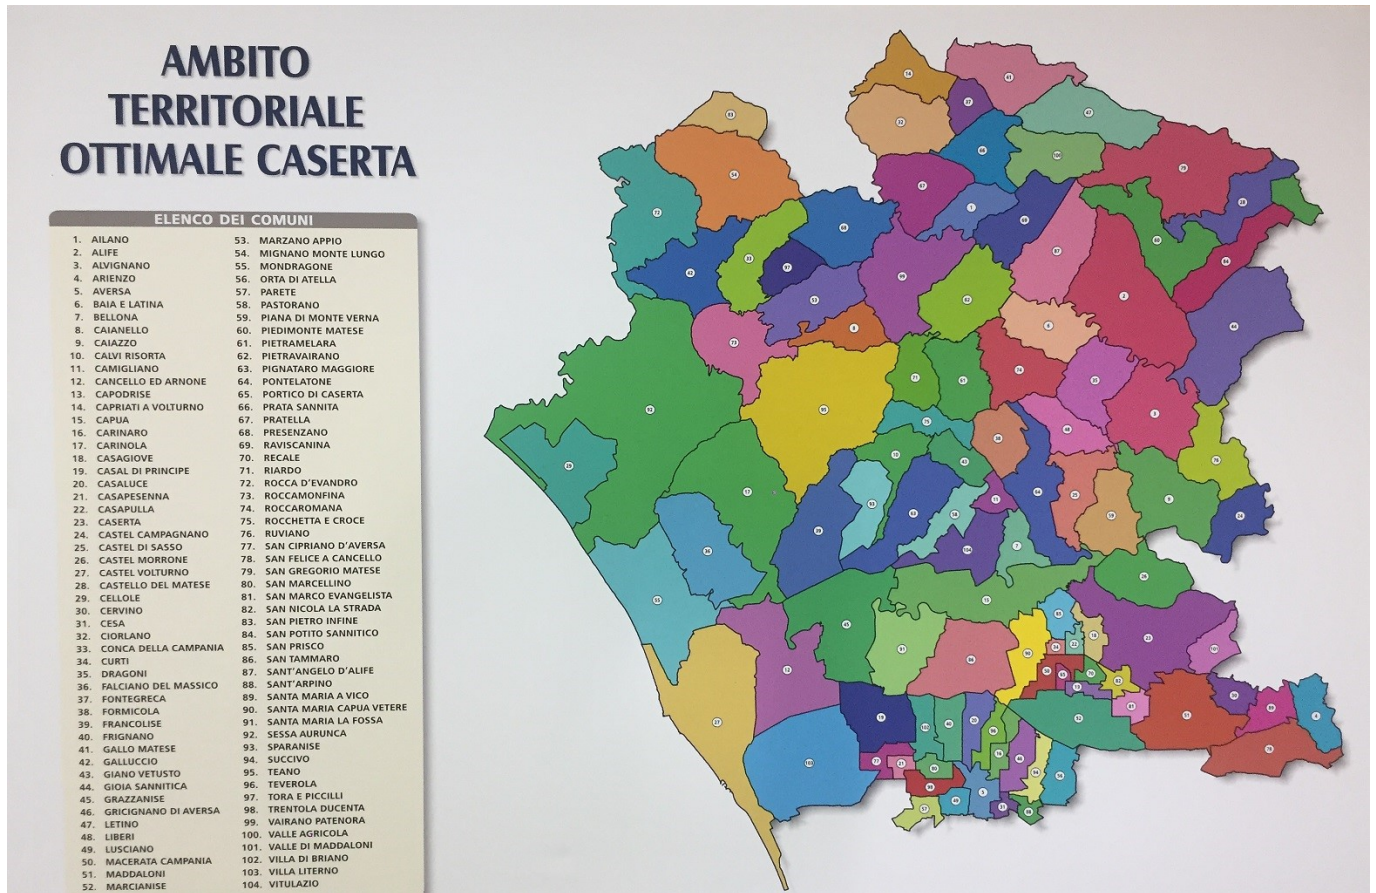 AMBITO
TERRITORIALE
OTTIMALE CASERTA
ELENCO DEI COMUNI
1. AILANO
2. ALIFE
3. ALVIGNANO
4. ARIENZO
5. AVERSA
6. BAIA E LATINA
7. BELLONA
8. CAIANELLO
9. CAIAZZO
10. CALVI RISORTA
11. CAMIGLIANO
12. CANCELLO ED ARNONE
13. CAPODRISE
14. CAPRIATI A VOLTURNO
15. CAPUA
16. CARINARO
17. CARINOLA
18. CASAGIOVE
19. CASAL DI PRINCIPE
20. CASALUCE
21. CASAPESENNA
22. CASAPULLA
23. CASERTA
24. CASTEL CAMPAGNANO
25. CASTEL DI SASSO
26. CASTEL MORRONE
27. CASTEL VOLTURNO
28. CASTELLO DEL MATESE
29. CELLOLE
30. CERVINO
31. CESA
32. CIORLANO
33. CONCA DELLA CAMPANIA
34. CURTI
35. DRAGONI
36. FALCIANO DEL MASSICO
37. FONTEGRECA
38. FORMICOLA
39. FRANCOLISE
40. FRIGNANO
41. GALLO MATESE
42. GALLUCCIO
43. GIANO VETUSTO
44. GIOIA SANNITICA
45. GRAZZANISE
46. GRICIGNANO DI AVERSA
47. LETINO
48. LIBERI
49. LUSCIANO
50. MACERATA CAMPANIA
51. MADDALONI
52. MARCIANISE
53. MARZANO APPIO
54. MIGNANO MONTE LUNGO
55. MONDRAGONE
56. ORTA DI ATELLA
57. PARETE
58. PASTORANO
59. PIANA DI MONTE VERNA
60. PIEDIMONTE MATESE
61. PIETRAMELARA
62. PIETRAVAIRANO
63. PIGNATARO MAGGIORE
64. PONTELATONE
65. PORTICO DI CASERTA
66. PRATA SANNITA
67. PRATELLA
68. PRESENZANO
69. RAVISCANINA
70. RECALE
71. RIARDO
72. ROCCA D'EVANDRO
73. ROCCAMONFINA
74. ROCCAROMANA
75. ROCCHETTA E CROCE
76. RUVIANO
77. SAN CIPRIANO D'AVERSA
78. SAN FELICE A CANCELLO
79. SAN GREGORIO MATESE
80. SAN MARCELLINO
81. SAN MARCO EVANGELISTA
82. SAN NICOLA LA STRADA
83. SAN PIETRO INFINE
84. SAN POTITO SANNITICO
85. SAN PRISCO
86. SAN TAMMARO
87. SANT'ANGELO D'ALIFE
88. SANT'ARPINO
89. SANTA MARIA A VICO
90. SANTA MARIA CAPUA VETERE
91. SANTA MARIA LA FOSSA
92. SESSA AURUNCA
93. SPARANISE
94. SUCCIVO
95. TEANO
96. TEVEROLA
97. TORA E PICCILLI
98. TRENTOLA DUCENTA
99. VAIRANO PATENORA
100. VALLE AGRICOLA
101. VALLE DI MADDALONI
102. VILLA DI BRIANO
103. VILLA LITERNO
104. VITULAZIO